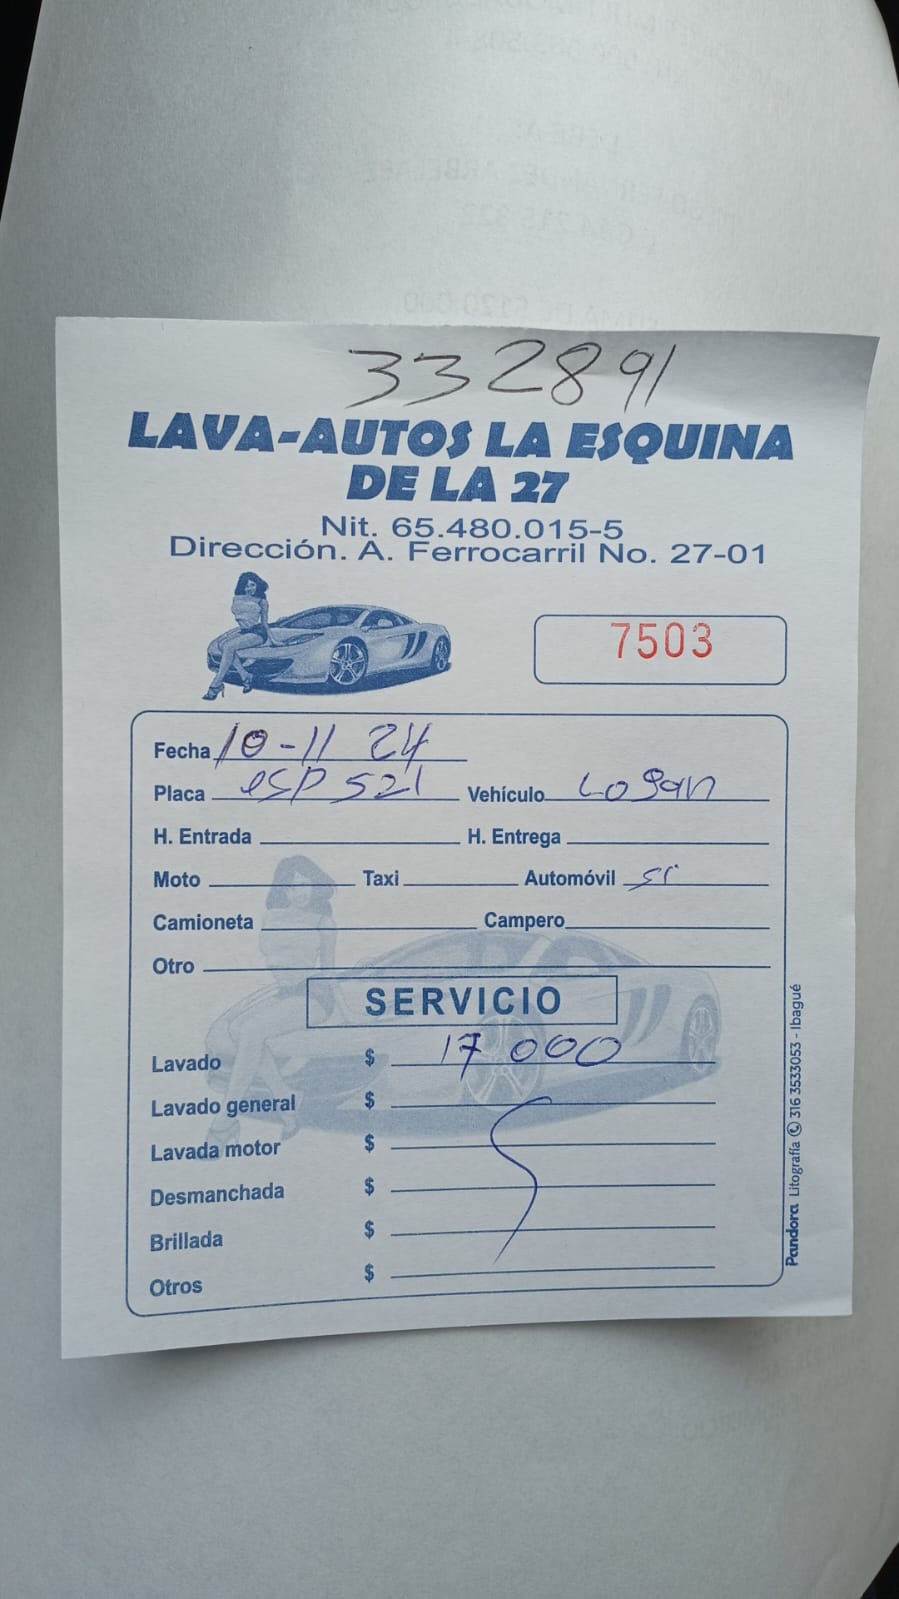 332891
LAVA-AUTOS LA ESQUINA
DE LA 27
Nit. 65.480.015-5
Dirección. A. Ferrocarril No. 27-01
7503
Fecha 10-11 24
Placa esp 521 Vehículo Logan
H. Entrada H. Entrega
Moto Taxi Automóvil si
Camioneta Campero
Otro
SERVICIO
Lavado $ 17 000
Lavado general $
Lavada motor $
Desmanchada $
Brillada $
Otros $
Pandora Litografía 316 3533053 - Ibagué